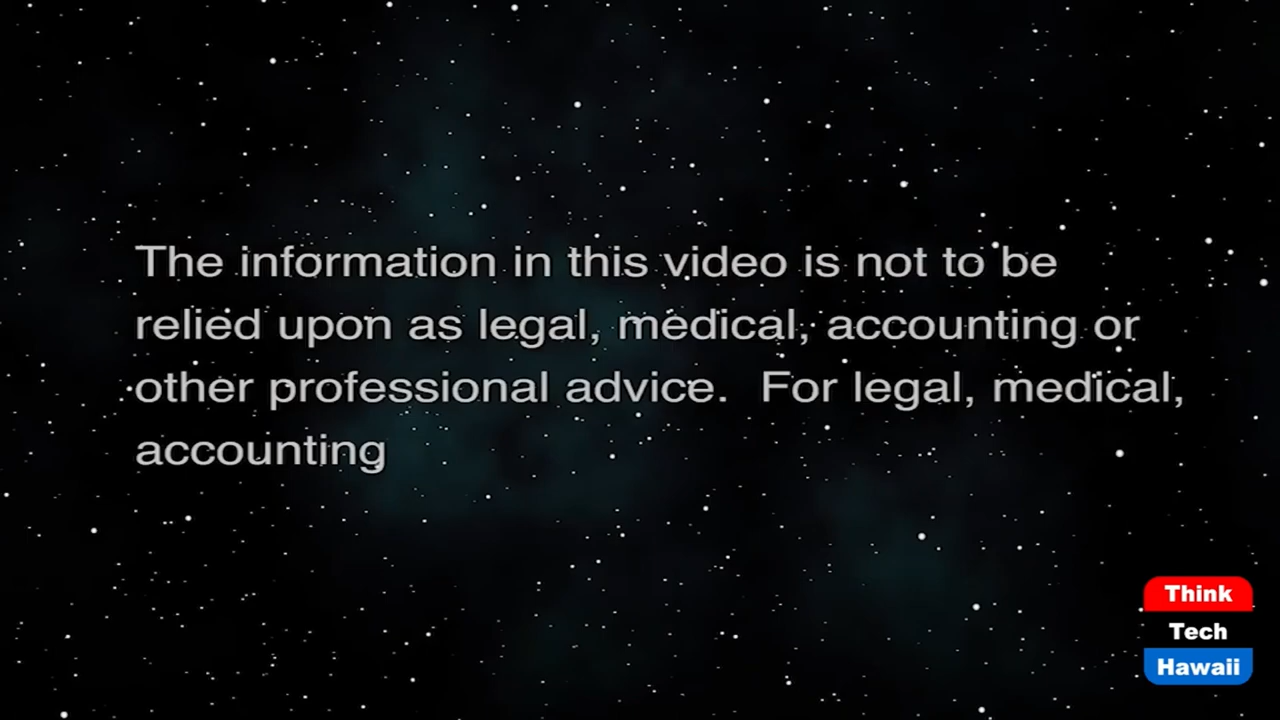 The information in this video is not to be
relied upon as legal, medical, accounting or
other professional advice.  For legal, medical,
accounting
Think
Tech
Hawaii